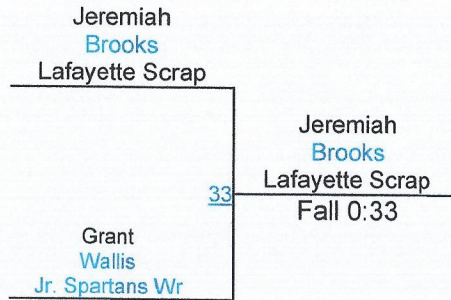 Jeremiah
Brooks
Lafayette Scrap
33
Grant
Wallis
Jr. Spartans Wr
Jeremiah
Brooks
Lafayette Scrap
Fall 0:33